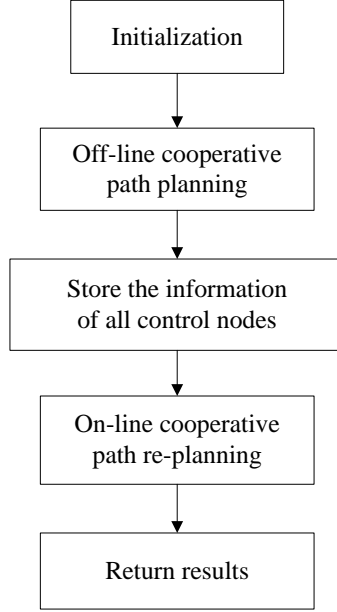 Initialization
Off-line cooperative
path planning
Store the information
of all control nodes
On-line cooperative
path re-planning
Return results